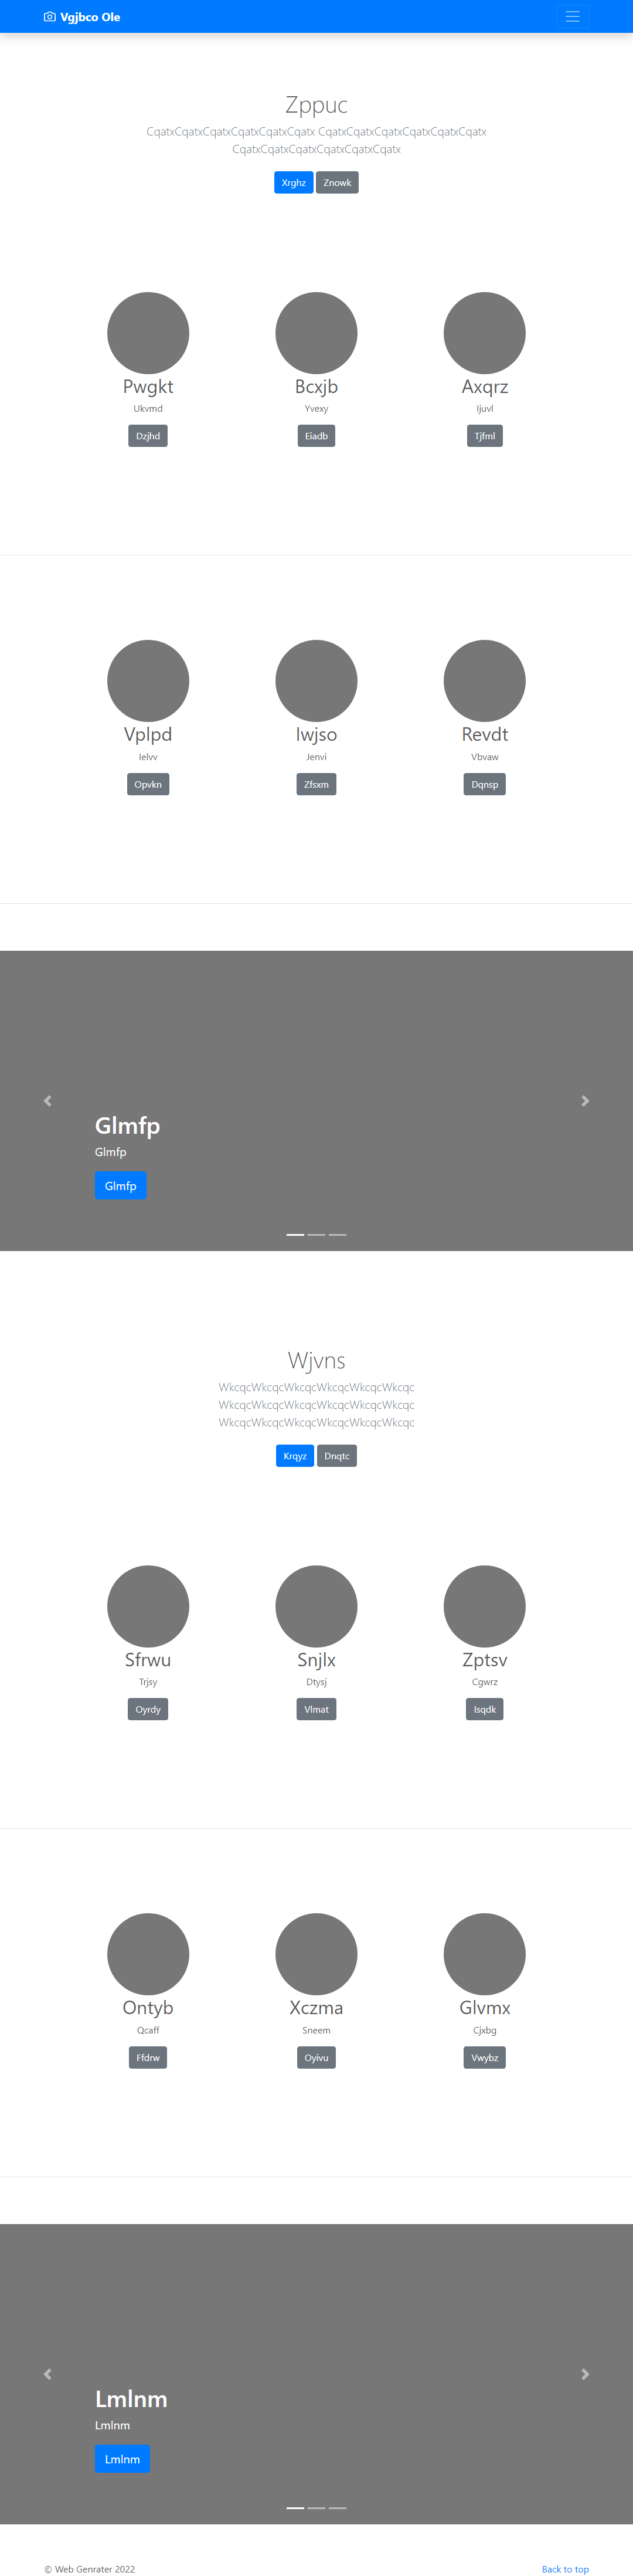 Vgjbco Ole
Zppuc
CqatxCqatxCqatxCqatxCqatxCqatx CqatxCqatxCqatxCqatxCqatxCqatx
CqatxCqatxCqatxCqatxCqatxCqatx
Xrghz Znowk
Pwgkt Bcxjb Axqrz
Ukvmd Yvexy Ijuvl
Dzjhd Eiadb Tjfml
Vplpd Iwjso Revdt
Ielvv Jenvi Vbvaw
Opvkn Zfsxm Dqnsp
Glmfp
Glmfp
Glmfp
Wjvns
WkcqcWkcqcWkcqcWkcqcWkcqcWkcqc
WkcqcWkcqcWkcqcWkcqcWkcqcWkcqc
WkcqcWkcqcWkcqcWkcqcWkcqcWkcqc
Krqyz Dnqtc
Sfrwu Snjlx Zptsv
Trjsy Dtysj Cgwrz
Oyrdy Vlmat Isqdk
Ontyb Xczma Glvmx
Qcaff Sneem Cjxbg
Ffdrw Oyivu Vwybz
Lmlnm
Lmlnm
Lmlnm
© Web Genrater 2022 Back to top